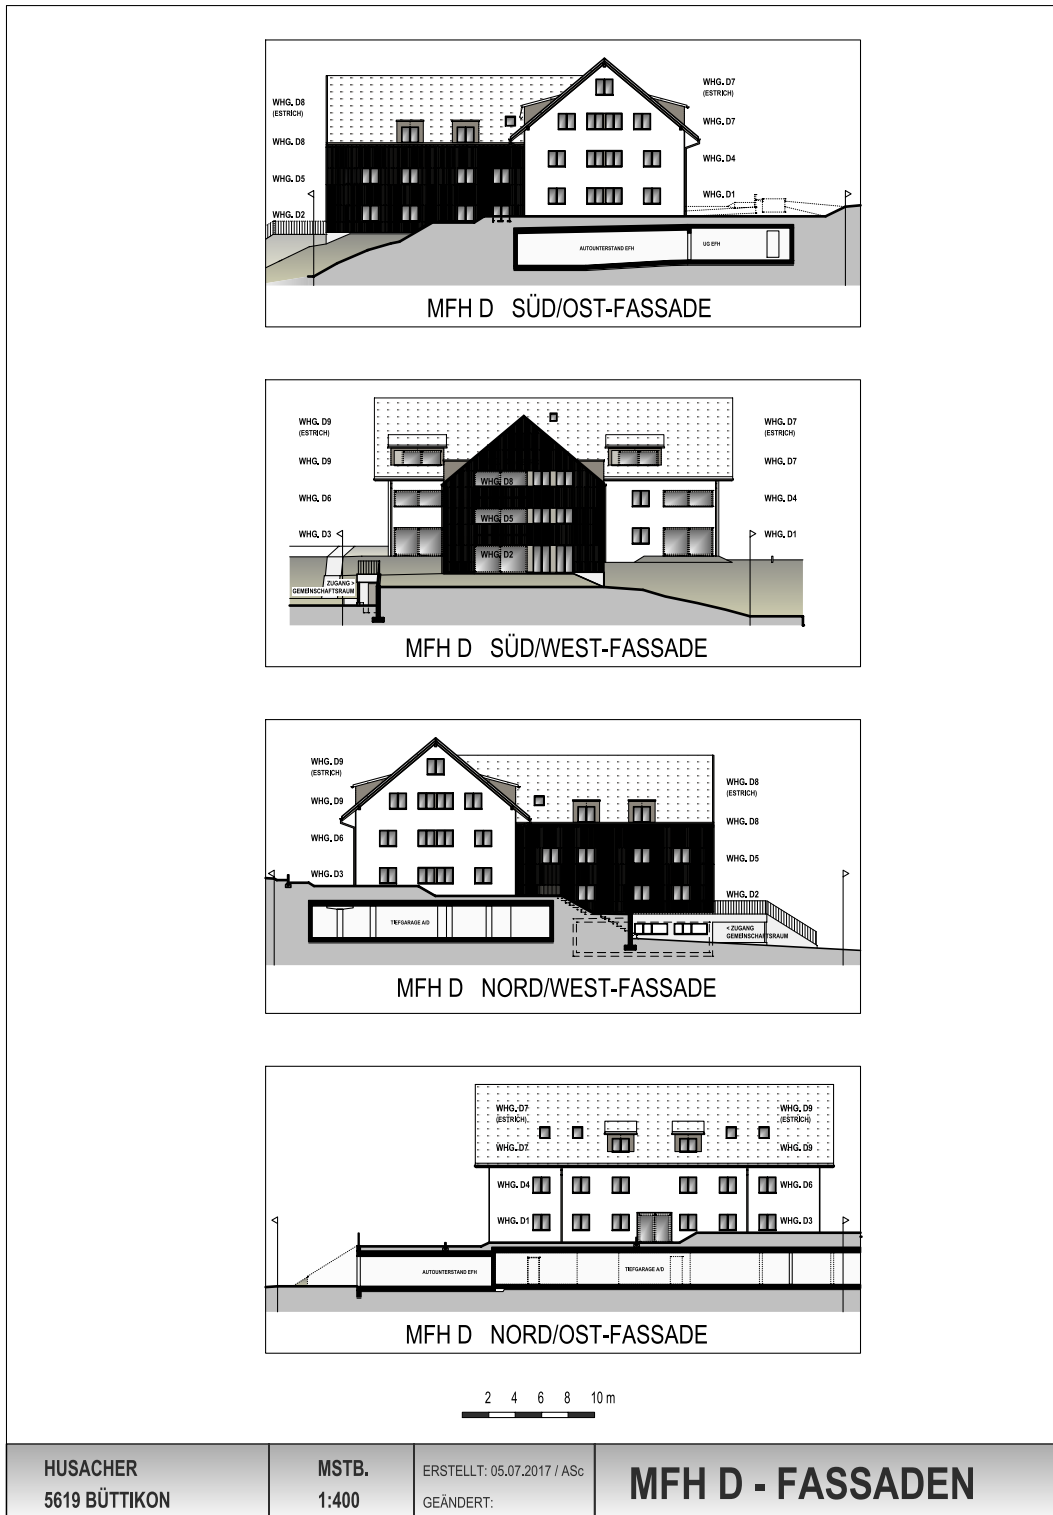 WHG. D8
(ESTRICH)
WHG. D8
WHG. D5
WHG. D2
WHG. D7
(ESTRICH)
WHG. D7
WHG. D4
WHG. D1
AUTOUNTERSTAND EFH
UG EFH
MFH D SÜD/OST-FASSADE
WHG. D9
(ESTRICH)
WHG. D9
WHG. D6
WHG. D3
WHG. D8
WHG. D5
WHG. D2
WHG. D7
(ESTRICH)
WHG. D7
WHG. D4
WHG. D1
ZUGANG >
GEMEINSCHAFTSRAUM
MFH D SÜD/WEST-FASSADE
WHG. D9
(ESTRICH)
WHG. D9
WHG. D6
WHG. D3
WHG. D8
(ESTRICH)
WHG. D8
WHG. D5
WHG. D2
TIEFGARAGE A/D
< ZUGANG
GEMEINSCHAFTSRAUM
MFH D NORD/WEST-FASSADE
WHG. D7
(ESTRICH)
WHG. D7
WHG. D4
WHG. D1
WHG. D9
(ESTRICH)
WHG. D9
WHG. D6
WHG. D3
AUTOUNTERSTAND EFH
TIEFGARAGE A/D
MFH D NORD/OST-FASSADE
2 4 6 8 10 m
HUSACHER
5619 BÜTTIKON
MSTB.
1:400
ERSTELLT: 05.07.2017 / ASc
GEÄNDERT:
MFH D - FASSADEN